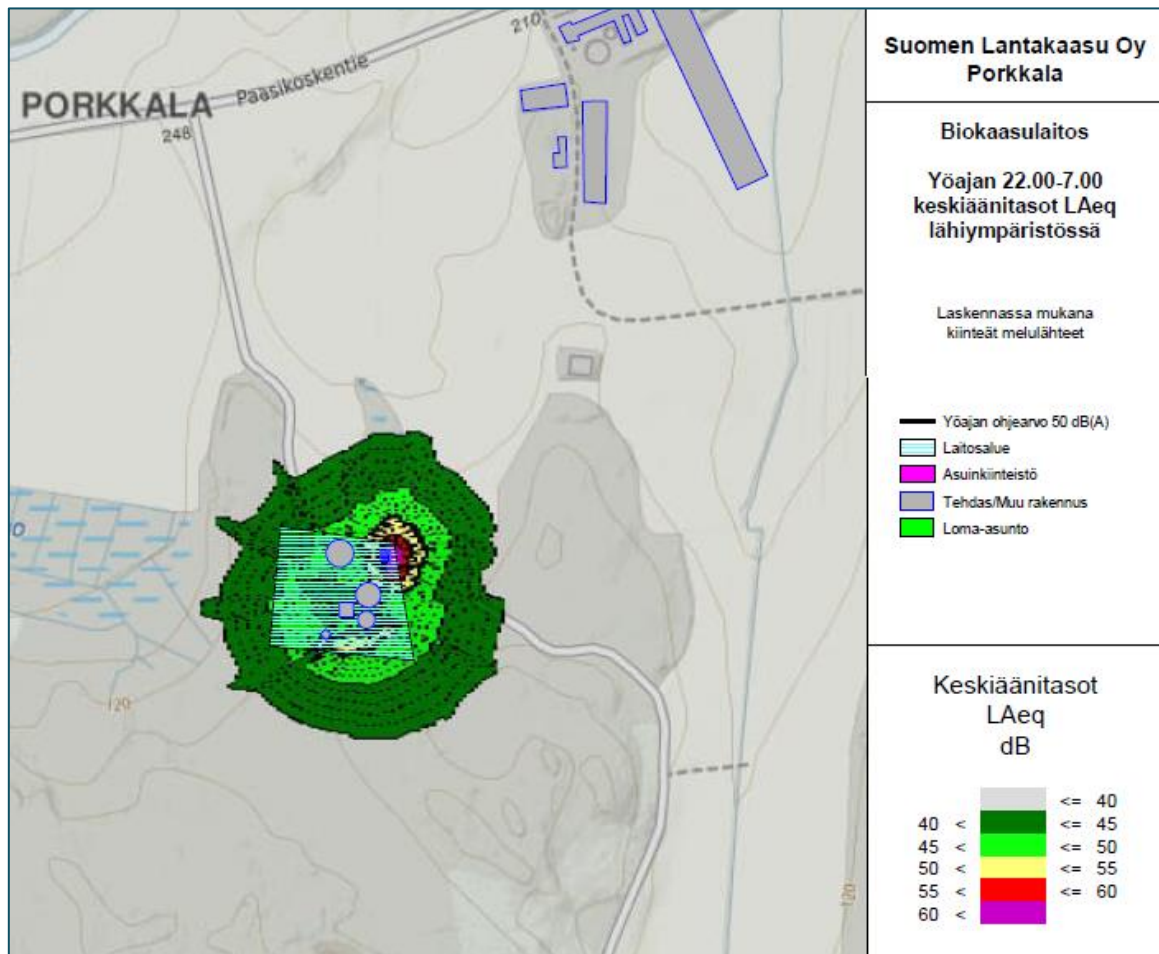 210
Paasikoskentie
PORKKALA
248
120
120
Suomen Lantakaasu Oy
Porkkala
Biokaasulaitos
Yöajan 22.00-7.00
keskiäänitasot LAeq
lähiympäristössä
Laskennassa mukana
kiinteät melulähteet
Yöajan ohjearvo 50 dB(A)
Laitosalue
Asuinkiinteistö
Tehdas/Muu rakennus
Loma-asunto
Keskiäänitasot
LAeq
dB
<= 40
40 < <= 45
45 < <= 50
50 < <= 55
55 < <= 60
60 <